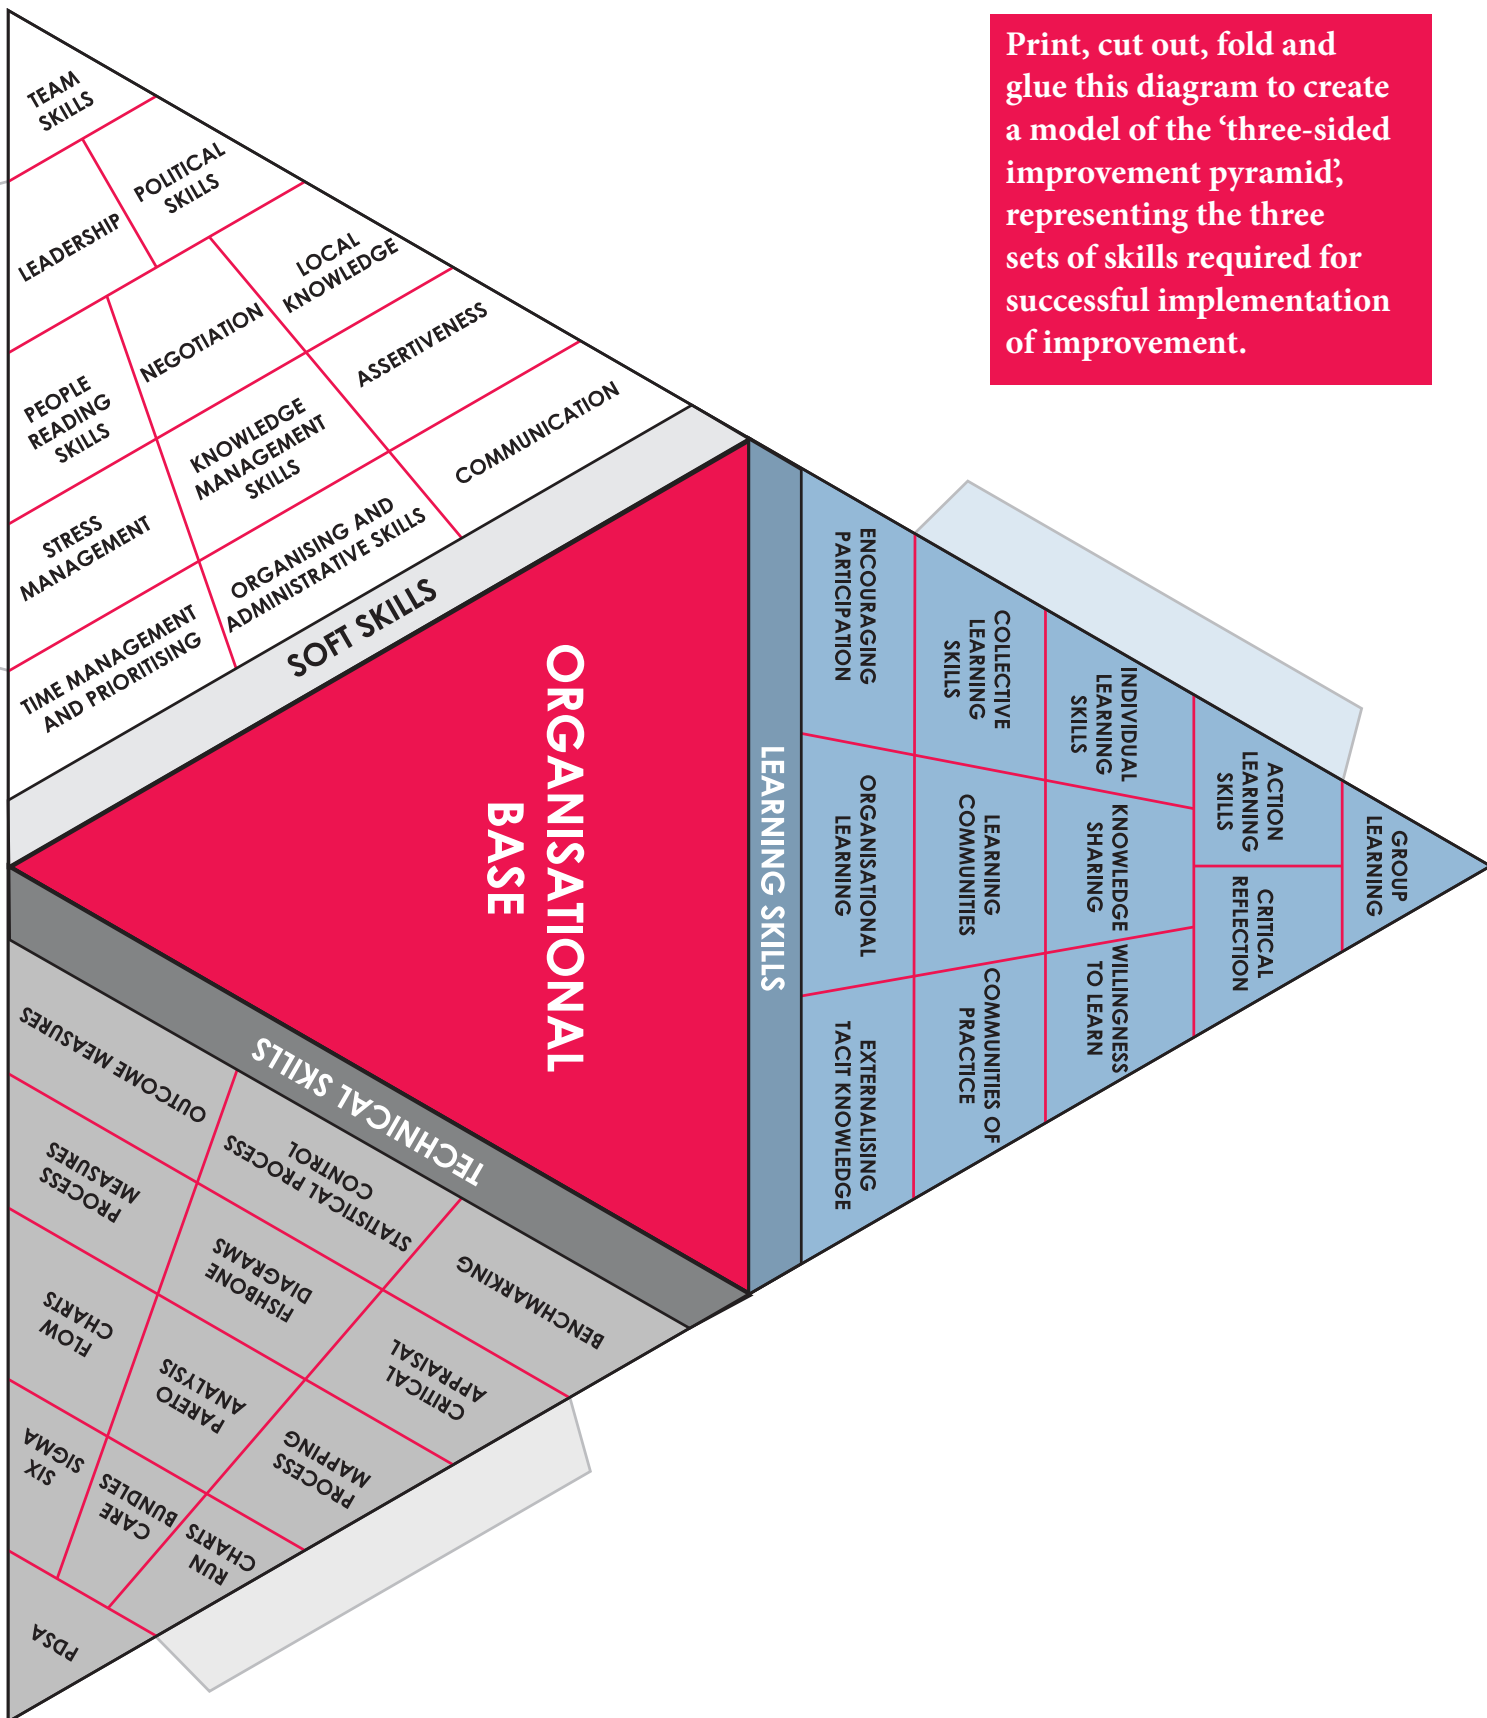 Print, cut out, fold and
glue this diagram to create
a model of the ‘three-sided
improvement pyramid’,
representing the three
sets of skills required for
successful implementation
of improvement.
TEAM
SKILLS
LEADERSHIP
POLITICAL
SKILLS
PEOPLE
READING
SKILLS
NEGOTIATION
LOCAL
KNOWLEDGE
STRESS
MANAGEMENT
KNOWLEDGE
MANAGEMENT
SKILLS
ASSERTIVENESS
TIME MANAGEMENT
AND PRIORITISING
ORGANISING AND
ADMINISTRATIVE SKILLS
COMMUNICATION
SOFT SKILLS
ORGANISATIONAL
BASE
LEARNING SKILLS
GROUP
LEARNING
ACTION
LEARNING
SKILLS
CRITICAL
REFLECTION
INDIVIDUAL
LEARNING
SKILLS
KNOWLEDGE
SHARING
WILLINGNESS
TO LEARN
COLLECTIVE
LEARNING
SKILLS
LEARNING
COMMUNITIES
COMMUNITIES OF
PRACTICE
ENCOURAGING
PARTICIPATION
ORGANISATIONAL
LEARNING
EXTERNALISING
TACIT KNOWLEDGE
TECHNICAL SKILLS
PDSA
RUN
CHARTS
CARE
BUNDLES
SIX
SIGMA
PROCESS
MAPPING
PARETO
ANALYSIS
FLOW
CHARTS
CRITICAL
APPRAISAL
FISHBONE
DIAGRAMS
PROCESS
MEASURES
BENCHMARKING
STATISTICAL PROCESS
CONTROL
OUTCOME MEASURES